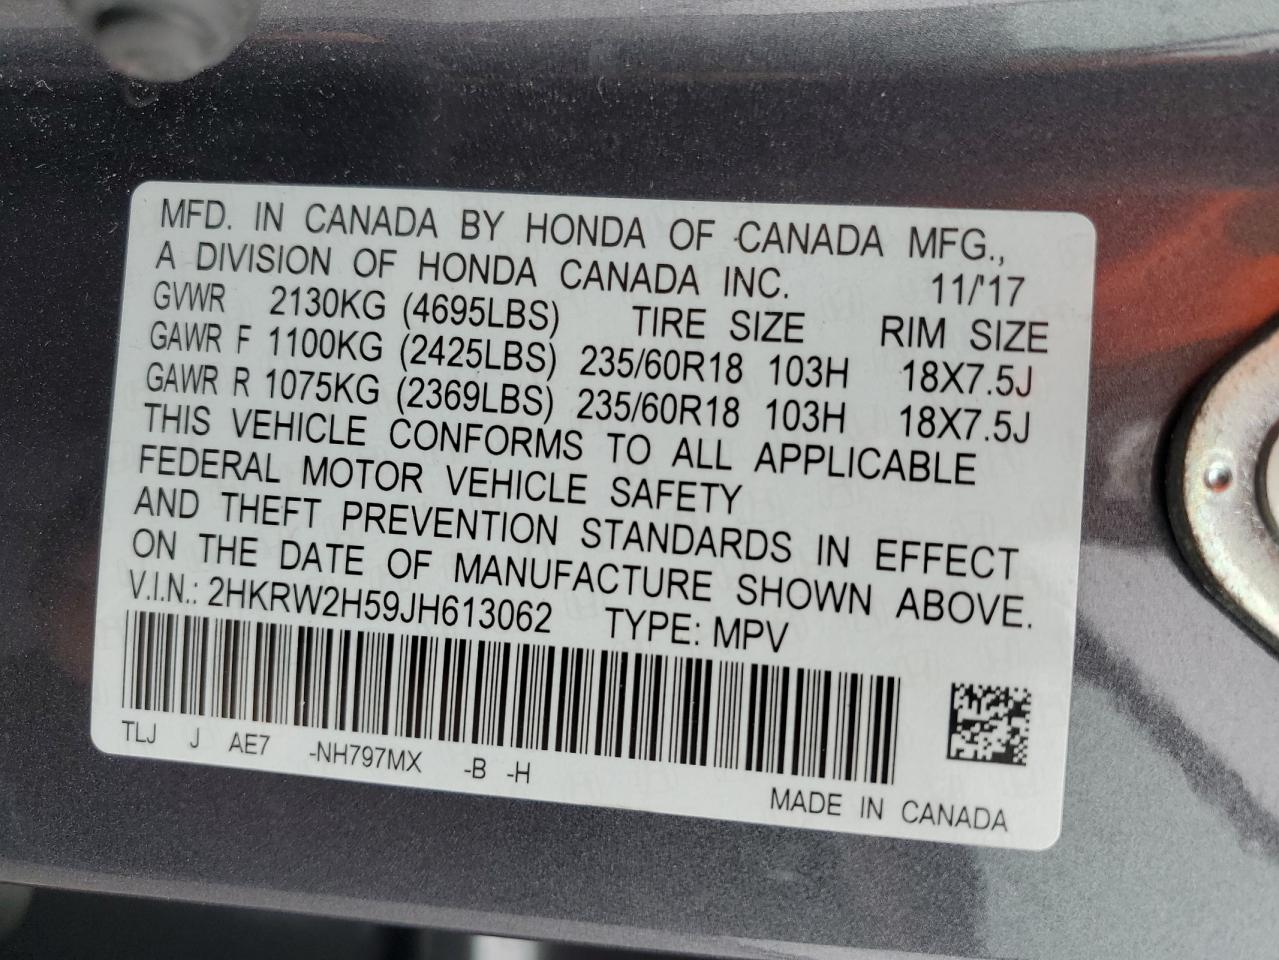 MFD. IN CANADA BY HONDA OF CANADA MFG.,
A DIVISION OF HONDA CANADA INC. 11/'17
GVWR 2130KG (4695LBS) TIRE SIZE RIM SIZE
GAWR F 1100KG (2425LBS) 235/60R18 103H 18X7.5J
GAWR R 1075KG (2369LBS) 235/60R18 103H 18X7.5J
THIS VEHICLE CONFORMS TO ALL APPLICABLE
FEDERAL MOTOR VEHICLE SAFETY
AND THEFT PREVENTION STANDARDS IN EFFECT
ON THE DATE OF MANUFACTURE SHOWN ABOVE.
V.I.N.: 2HKRW2H59JH613062 TYPE: MPV
TLJ J AE7 -NH797MX -B -H
MADE IN CANADA